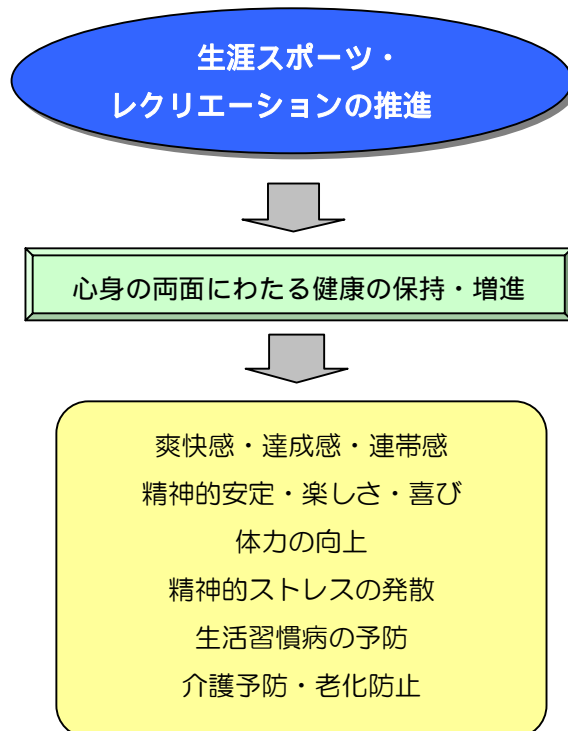 生涯スポーツ・
レクリエーションの推進
心身の両面にわたる健康の保持・増進
爽快感・達成感・連帯感
精神的安定・楽しさ・喜び
体力の向上
精神的ストレスの発散
生活習慣病の予防
介護予防・老化防止